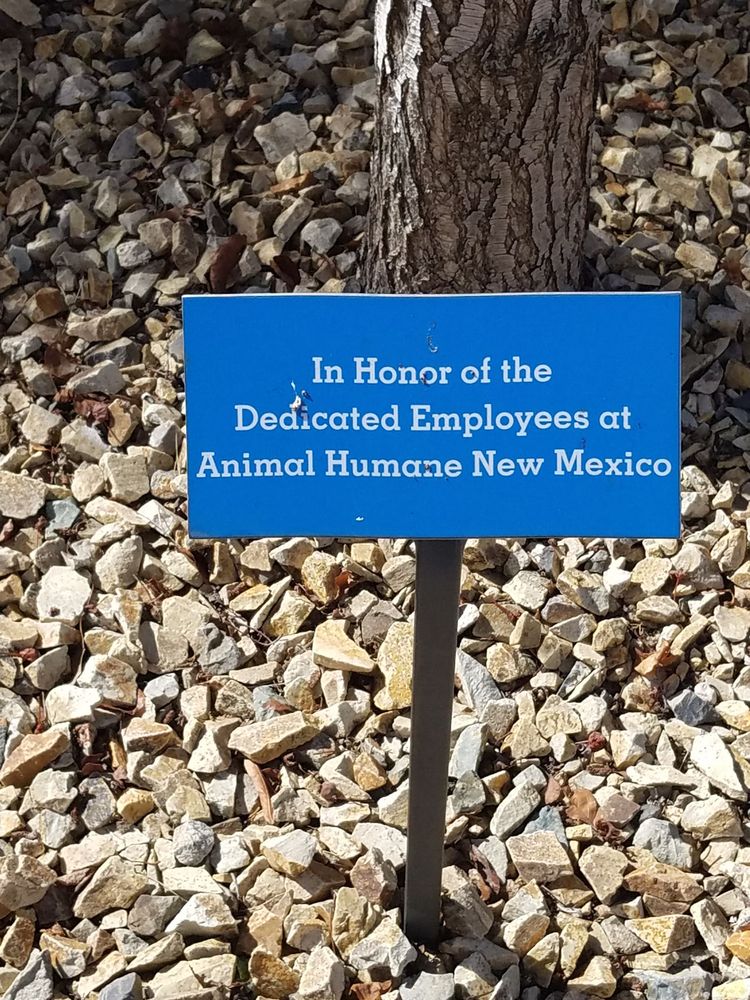 In Honor of the
Dedicated Employees at
Animal Humane New Mexico